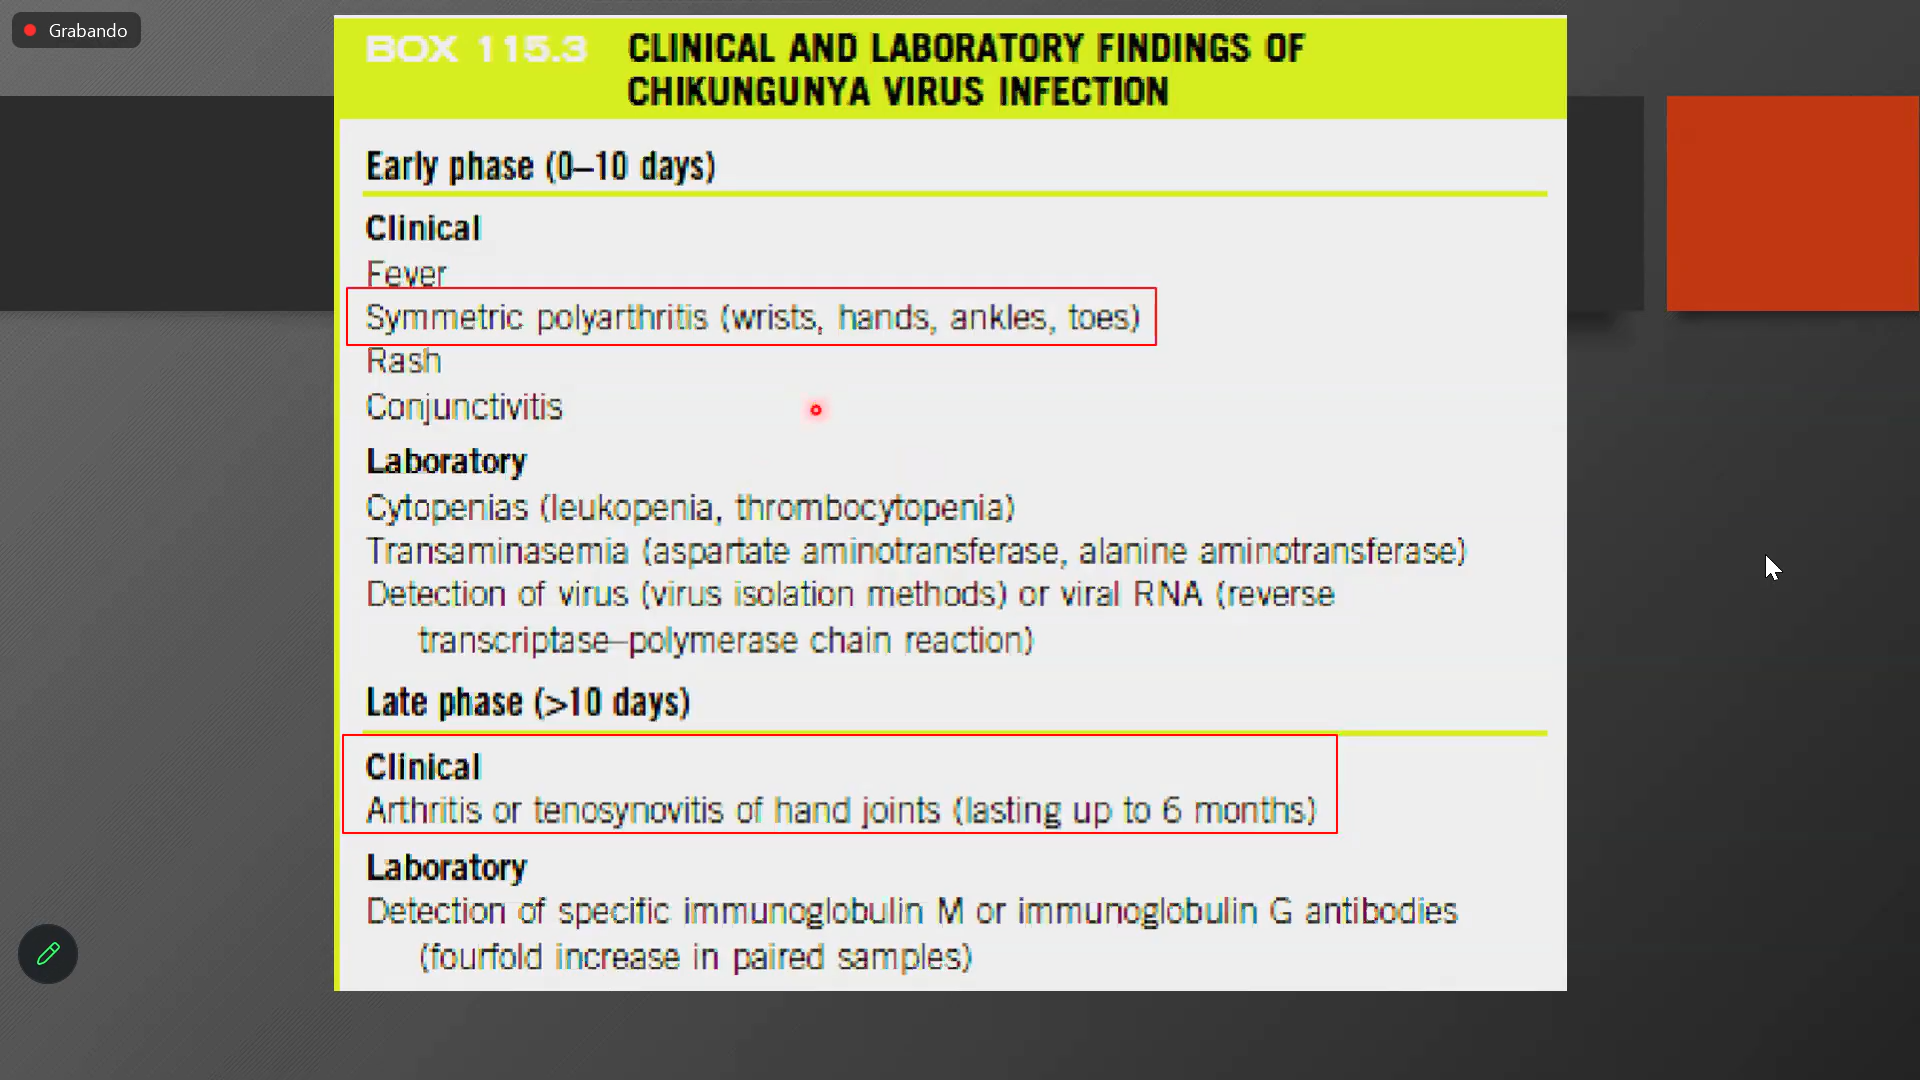 Grabando
BOX 115.3 CLINICAL AND LABORATORY FINDINGS OF
CHIKUNGUNYA VIRUS INFECTION
Early phase (0–10 days)
Clinical
Fever
Symmetric polyarthritis (wrists, hands, ankles, toes)
Rash
Conjunctivitis
Laboratory
Cytopenias (leukopenia, thrombocytopenia)
Transaminasemia (aspartate aminotransferase, alanine aminotransferase)
Detection of virus (virus isolation methods) or viral RNA (reverse
transcriptase–polymerase chain reaction)
Late phase (>10 days)
Clinical
Arthritis or tenosynovitis of hand joints (lasting up to 6 months)
Laboratory
Detection of specific immunoglobulin M or immunoglobulin G antibodies
(fourfold increase in paired samples)